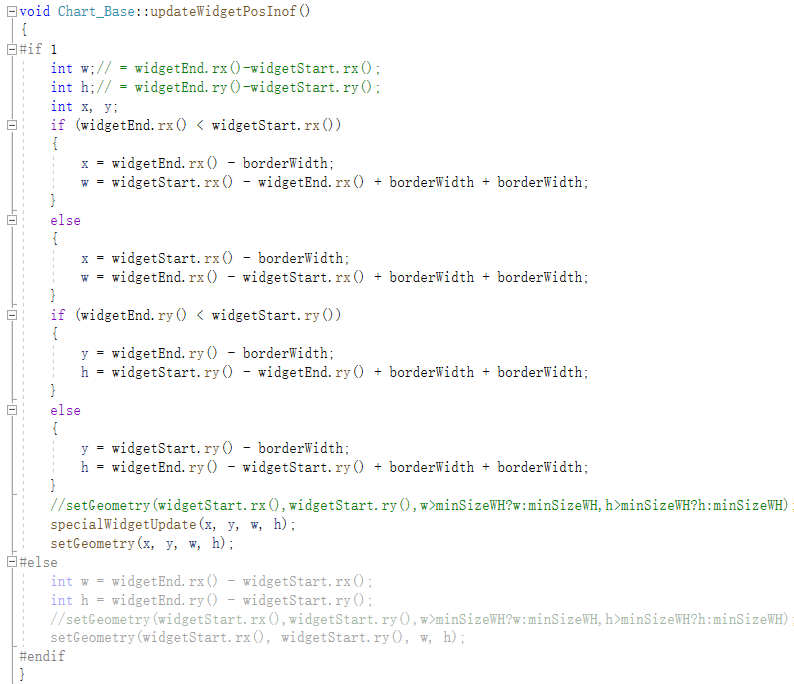 void Chart_Base::updateWidgetPosInof()
{
#if 1
    int w;// = widgetEnd.rx()-widgetStart.rx();
    int h;// = widgetEnd.ry()-widgetStart.ry();
    int x, y;
    if (widgetEnd.rx() < widgetStart.rx())
    {
        x = widgetEnd.rx() - borderWidth;
        w = widgetStart.rx() - widgetEnd.rx() + borderWidth + borderWidth;
    }
    else
    {
        x = widgetStart.rx() - borderWidth;
        w = widgetEnd.rx() - widgetStart.rx() + borderWidth + borderWidth;
    }
    if (widgetEnd.ry() < widgetStart.ry())
    {
        y = widgetEnd.ry() - borderWidth;
        h = widgetStart.ry() - widgetEnd.ry() + borderWidth + borderWidth;
    }
    else
    {
        y = widgetStart.ry() - borderWidth;
        h = widgetEnd.ry() - widgetStart.ry() + borderWidth + borderWidth;
    }
    //setGeometry(widgetStart.rx(),widgetStart.ry(),w>minSizeWH?w:minSizeWH,h>minSizeWH?h:minSizeWH);
    specialWidgetUpdate(x, y, w, h);
    setGeometry(x, y, w, h);
#else
    int w = widgetEnd.rx() - widgetStart.rx();
    int h = widgetEnd.ry() - widgetStart.ry();
    //setGeometry(widgetStart.rx(),widgetStart.ry(),w>minSizeWH?w:minSizeWH,h>minSizeWH?h:minSizeWH);
    setGeometry(widgetStart.rx(), widgetStart.ry(), w, h);
#endif
}